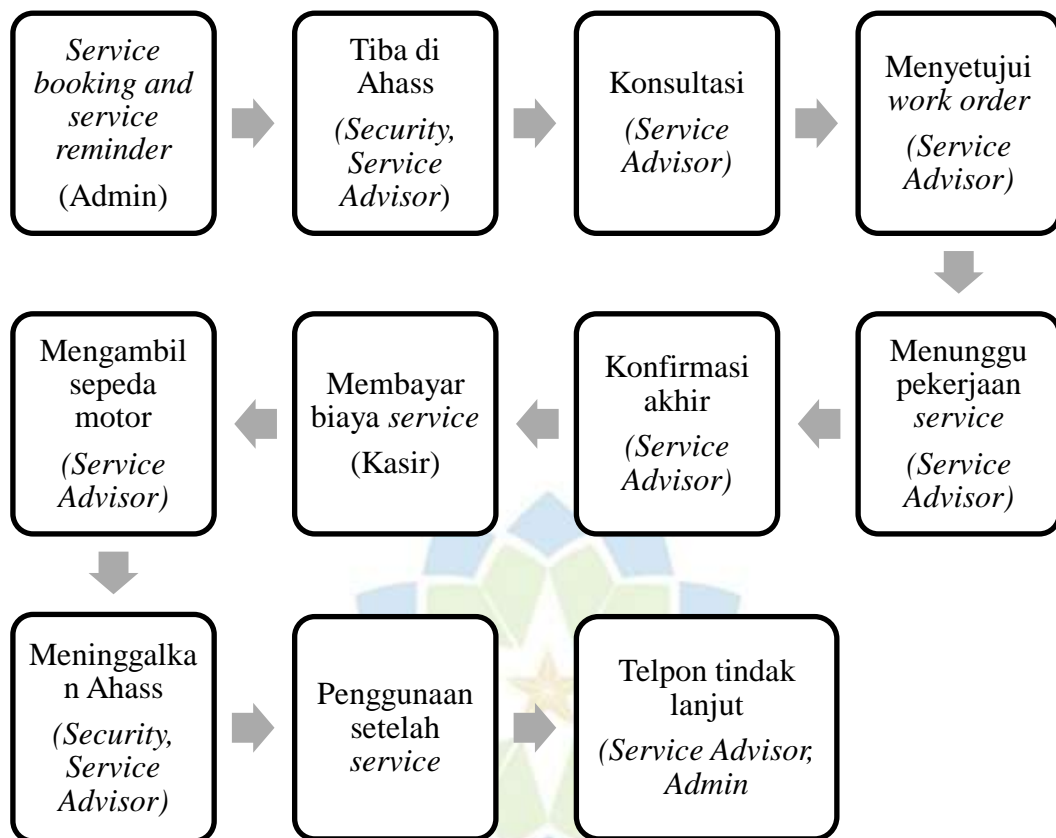 Service
booking and
service
reminder
(Admin)
Tiba di
Ahass
(Security,
Service
Advisor)
Konsultasi
(Service
Advisor)
Menyetujui
work order
(Service
Advisor)
Menunggu
pekerjaan
service
(Service
Advisor)
Konfirmasi
akhir
(Service
Advisor)
Membayar
biaya service
(Kasir)
Mengambil
sepeda
motor
(Service
Advisor)
Meninggalka
n Ahass
(Security,
Service
Advisor)
Penggunaan
setelah
service
Telpon tindak
lanjut
(Service Advisor,
Admin